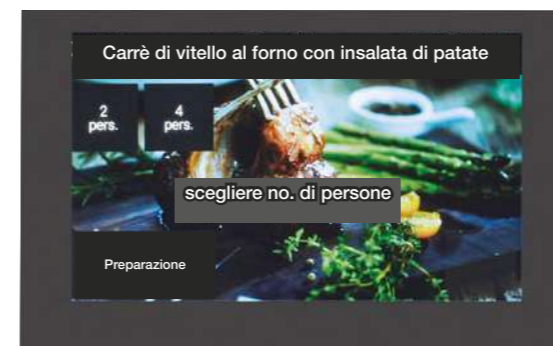 Carrè di vitello al forno con insalata di patate
2 4
pers. pers.
scegliere no. di persone
Preparazione